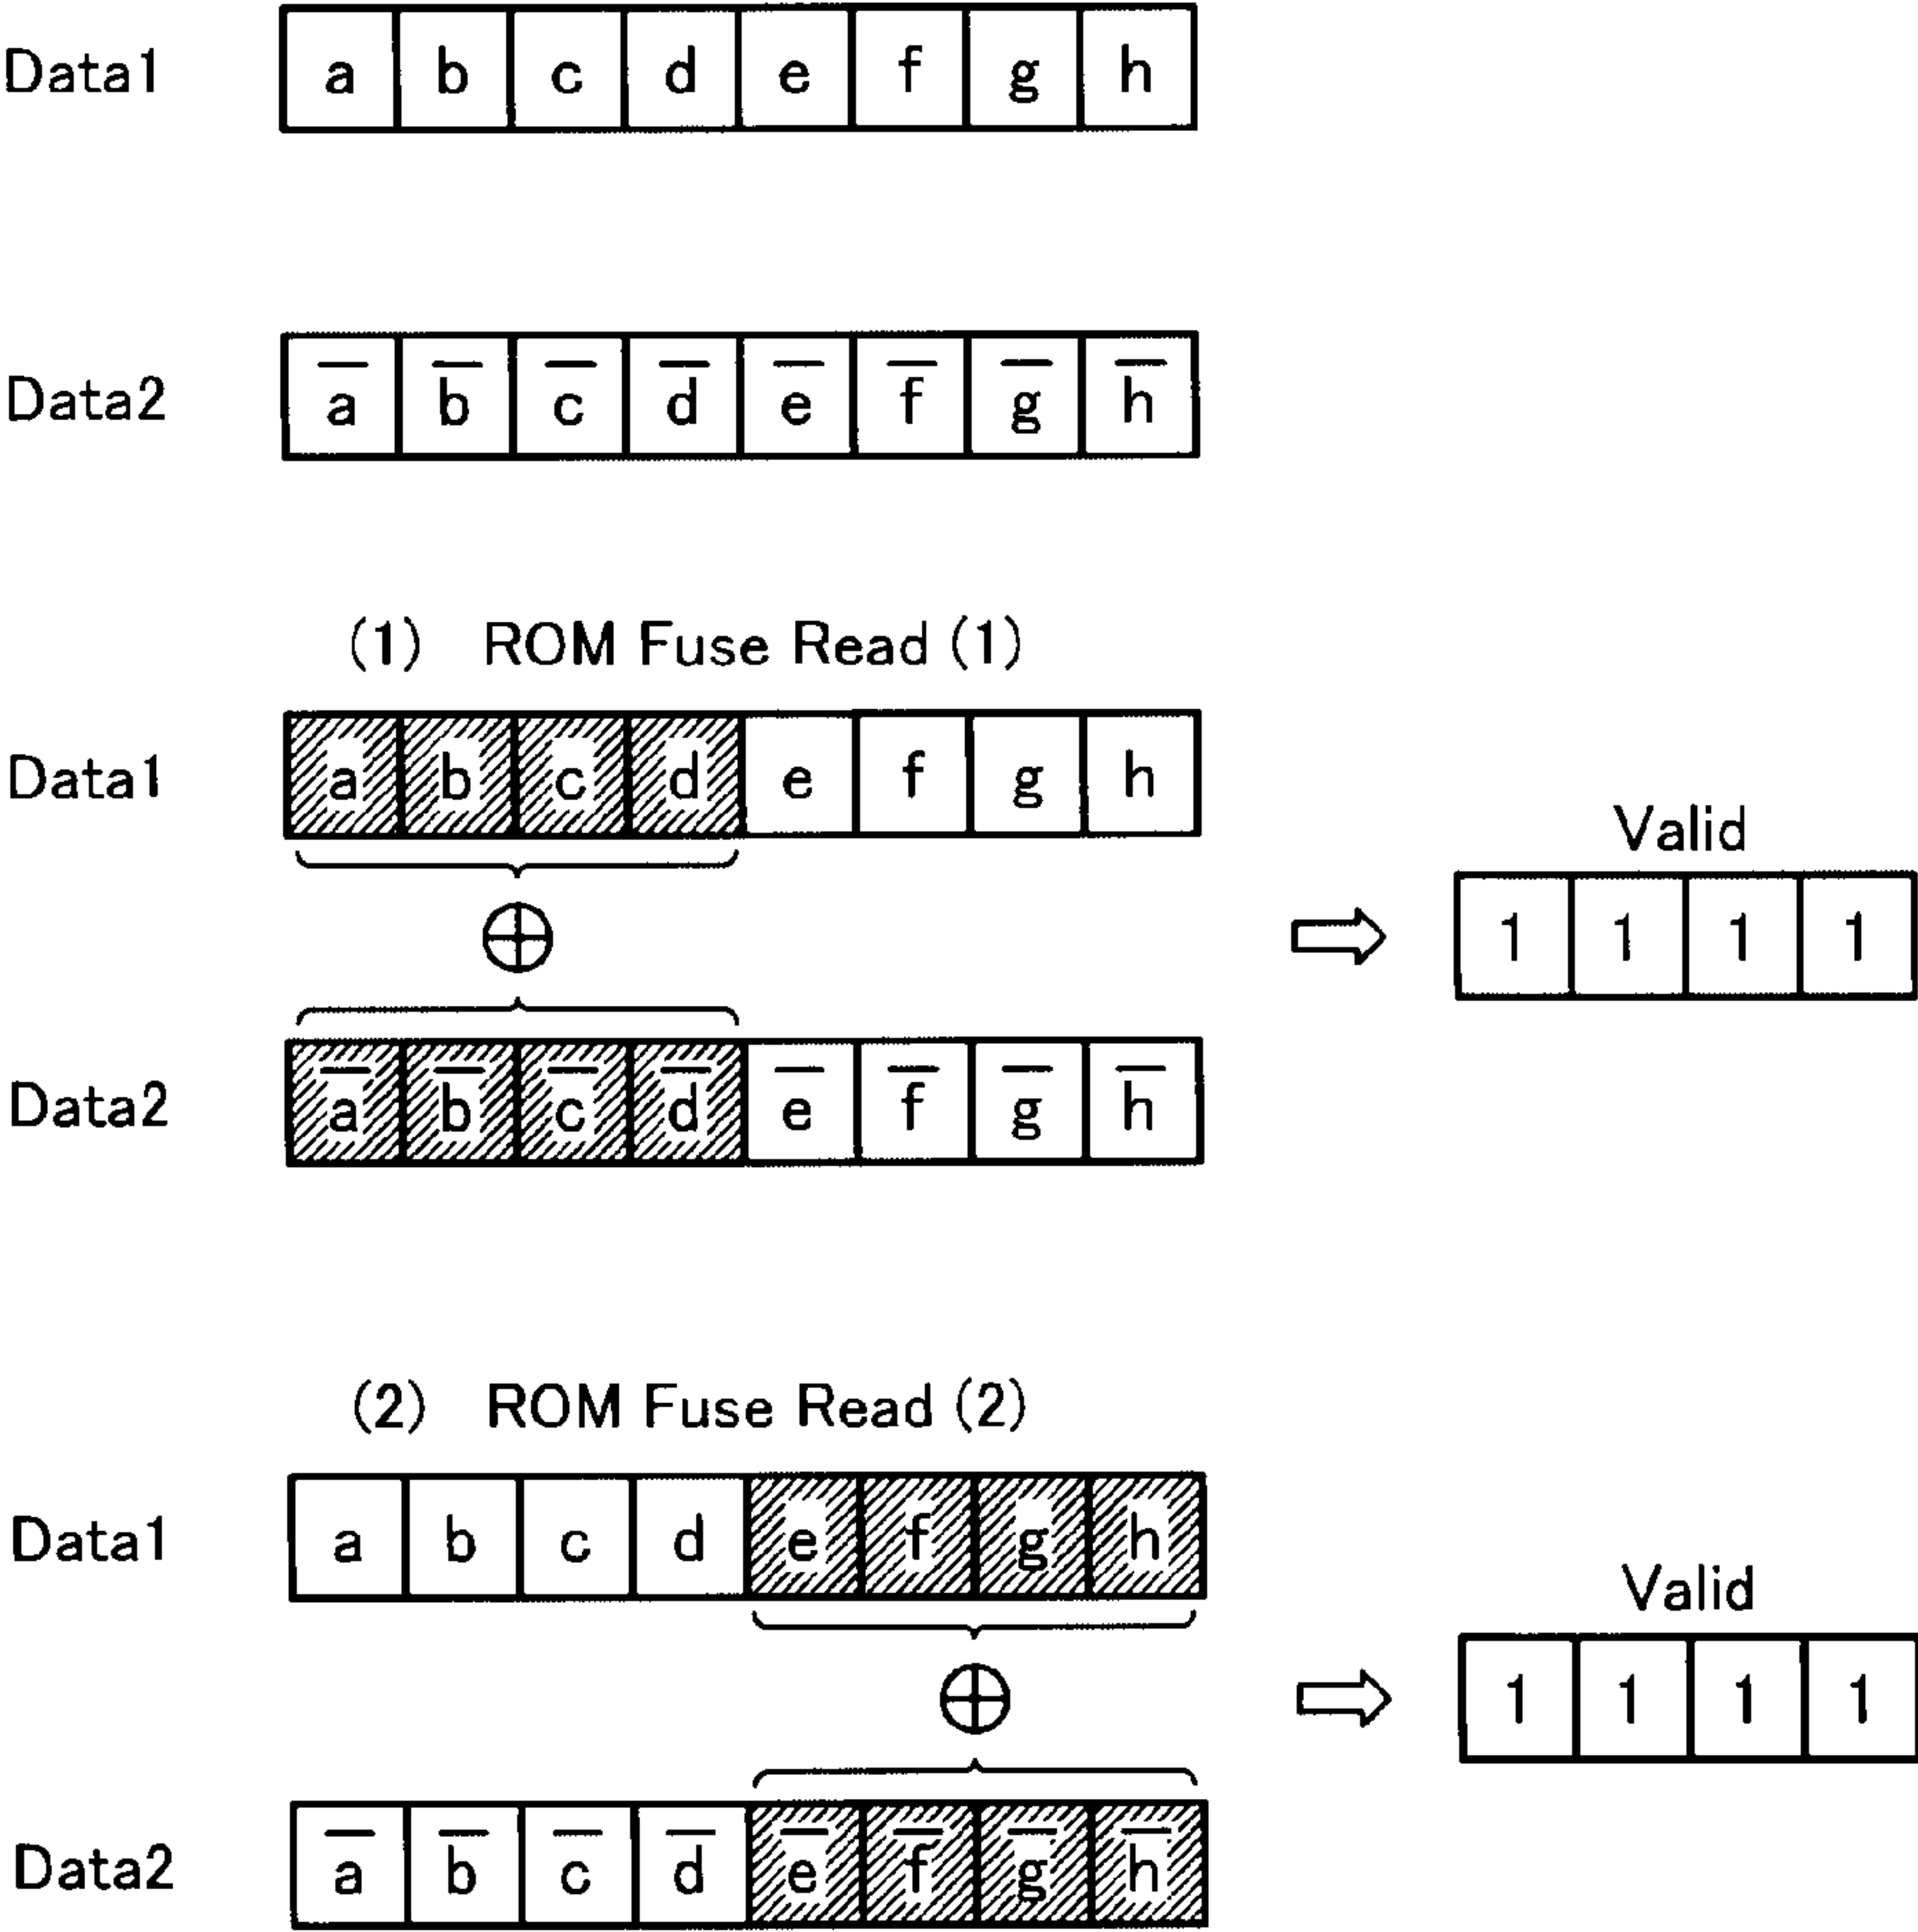 Data1 a b c d e f g h
Data2 a̅ b̅ c̅ d̅ e̅ f̅ g̅ h̅
(1) ROM Fuse Read (1)
Data1 a b c d e f g h
Valid
1 1 1 1
Data2 a̅ b̅ c̅ d̅ e̅ f̅ g̅ h̅
(2) ROM Fuse Read (2)
Data1 a b c d e f g h
Valid
1 1 1 1
Data2 a̅ b̅ c̅ d̅ e̅ f̅ g̅ h̅